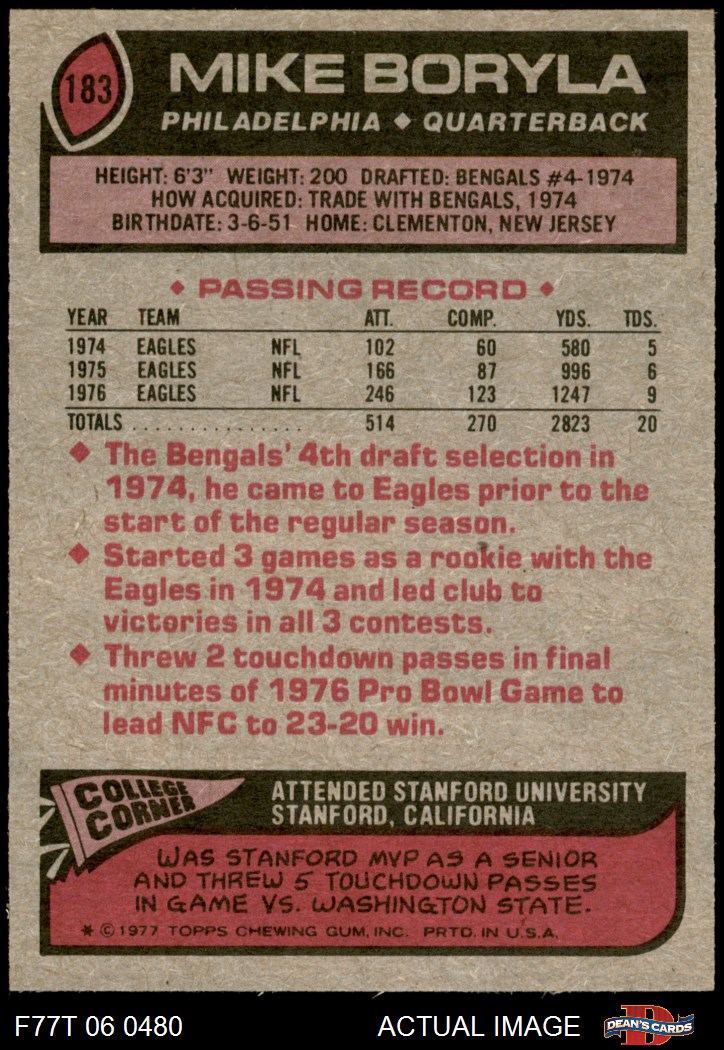 183
MIKE BORYLA
PHILADELPHIA ◆ QUARTERBACK
HEIGHT: 6'3" WEIGHT: 200 DRAFTED: BENGALS #4-1974
HOW ACQUIRED: TRADE WITH BENGALS, 1974
BIRTHDATE: 3-6-51 HOME: CLEMENTON, NEW JERSEY
◆ PASSING RECORD ◆
YEAR TEAM ATT. COMP. YDS. TDS.
1974 EAGLES NFL 102 60 580 5
1975 EAGLES NFL 166 87 996 6
1976 EAGLES NFL 246 123 1247 9
TOTALS ................ 514 270 2823 20
◆ The Bengals' 4th draft selection in
1974, he came to Eagles prior to the
start of the regular season.
◆ Started 3 games as a rookie with the
Eagles in 1974 and led club to
victories in all 3 contests.
◆ Threw 2 touchdown passes in final
minutes of 1976 Pro Bowl Game to
lead NFC to 23-20 win.
COLLEGE
CORNER
ATTENDED STANFORD UNIVERSITY
STANFORD, CALIFORNIA
WAS STANFORD MVP AS A SENIOR
AND THREW 5 TOUCHDOWN PASSES
IN GAME VS. WASHINGTON STATE.
* © 1977 TOPPS CHEWING GUM, INC. PRTD. IN U.S.A.
F77T 06 0480 ACTUAL IMAGE
D
DEAN'S CARDS